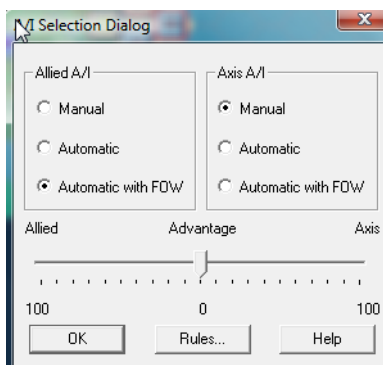 A/I Selection Dialog
Allied A/I
Manual
Automatic
Automatic with FOW
Axis A/I
Manual
Automatic
Automatic with FOW
Allied Advantage Axis
100 0 100
OK Rules... Help